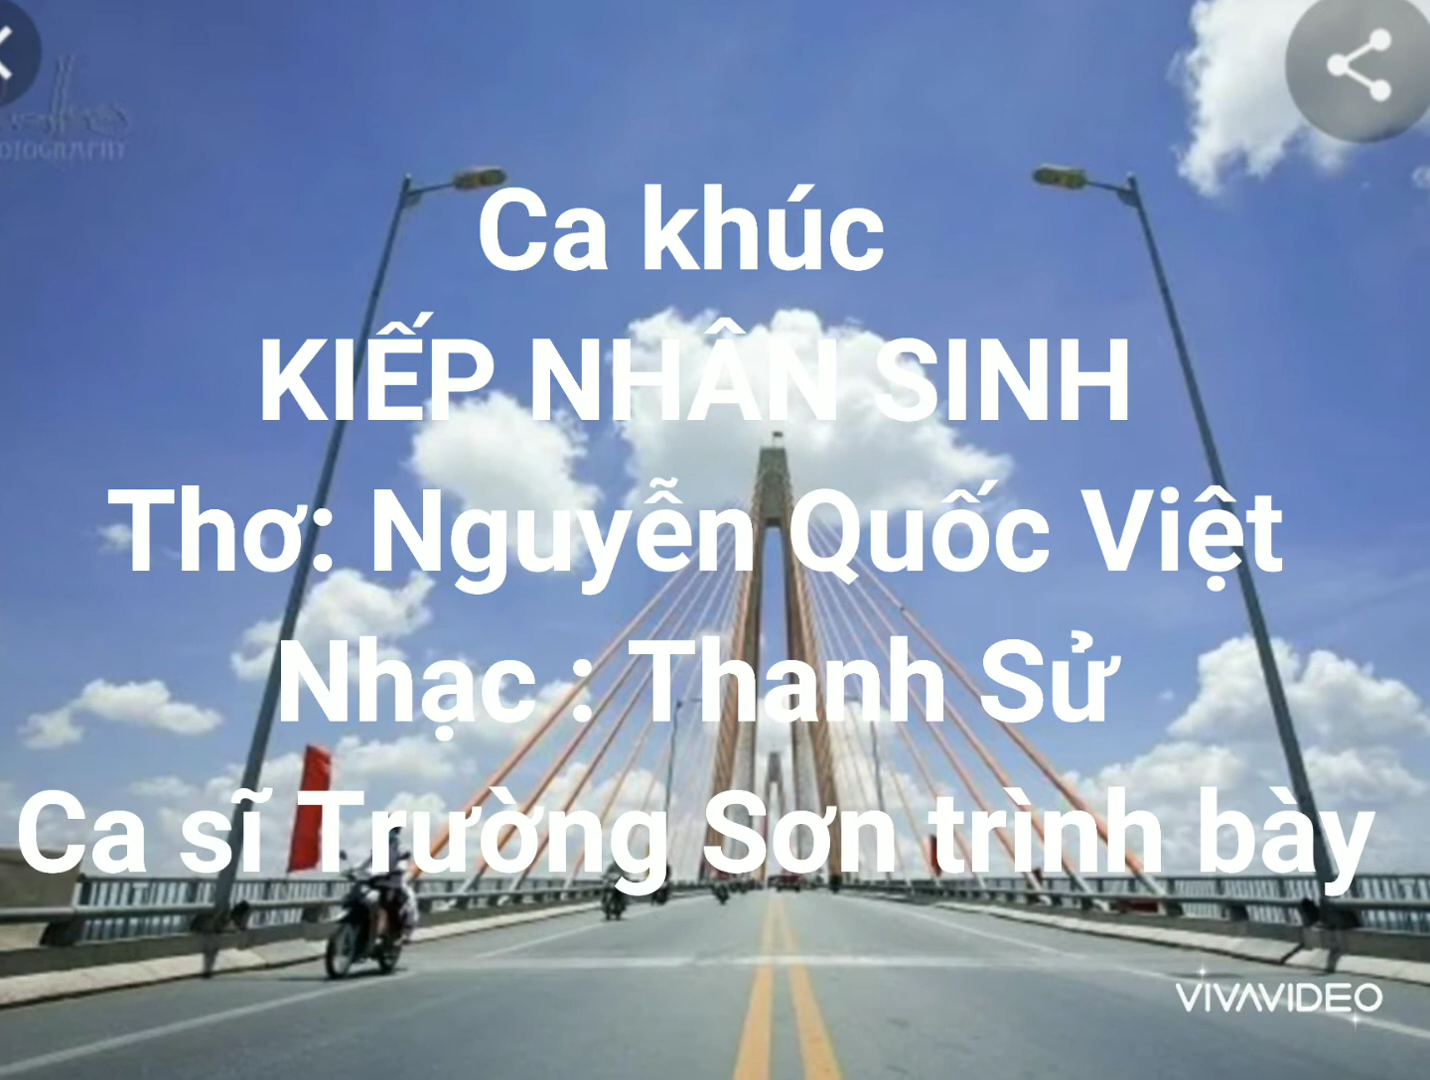 Ca khúc
KIẾP NHÂN SINH
Thơ: Nguyễn Quốc Việt
Nhạc : Thanh Sử
Ca sĩ Trường Sơn trình bày
VIVAVIDEO